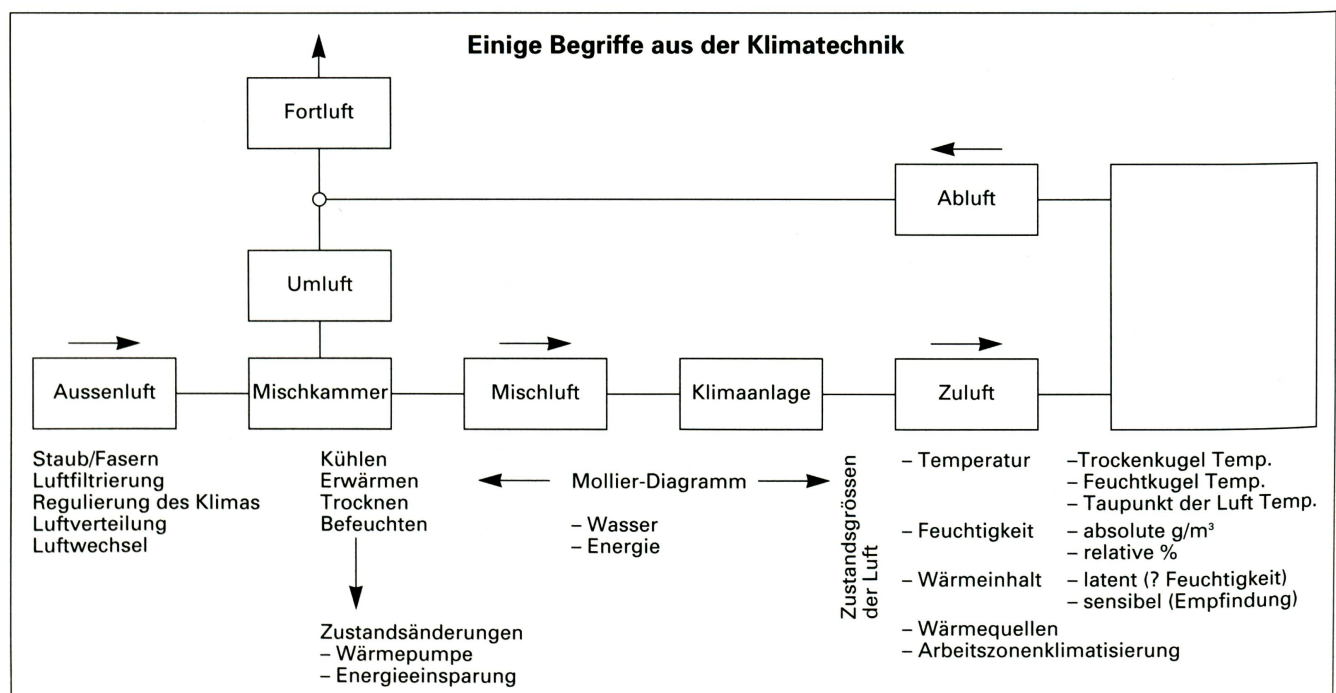 Einige Begriffe aus der Klimatechnik
Fortluft
Abluft
Umluft
Aussenluft
Mischkammer
Mischluft
Klimaanlage
Zuluft
Staub/Fasern
Luftfiltrierung
Regulierung des Klimas
Luftverteilung
Luftwechsel
Kühlen
Erwärmen
Trocknen
Befeuchten
Zustandsänderungen
– Wärmepumpe
– Energieeinsparung
Mollier-Diagramm
– Wasser
– Energie
Zustandsgrössen
der Luft
– Temperatur
–Trockenkugel Temp.
– Feuchtkugel Temp.
– Taupunkt der Luft Temp.
– Feuchtigkeit
– absolute g/m³
– relative %
– Wärmeinhalt
– latent (? Feuchtigkeit)
– sensibel (Empfindung)
– Wärmequellen
– Arbeitszonenklimatisierung